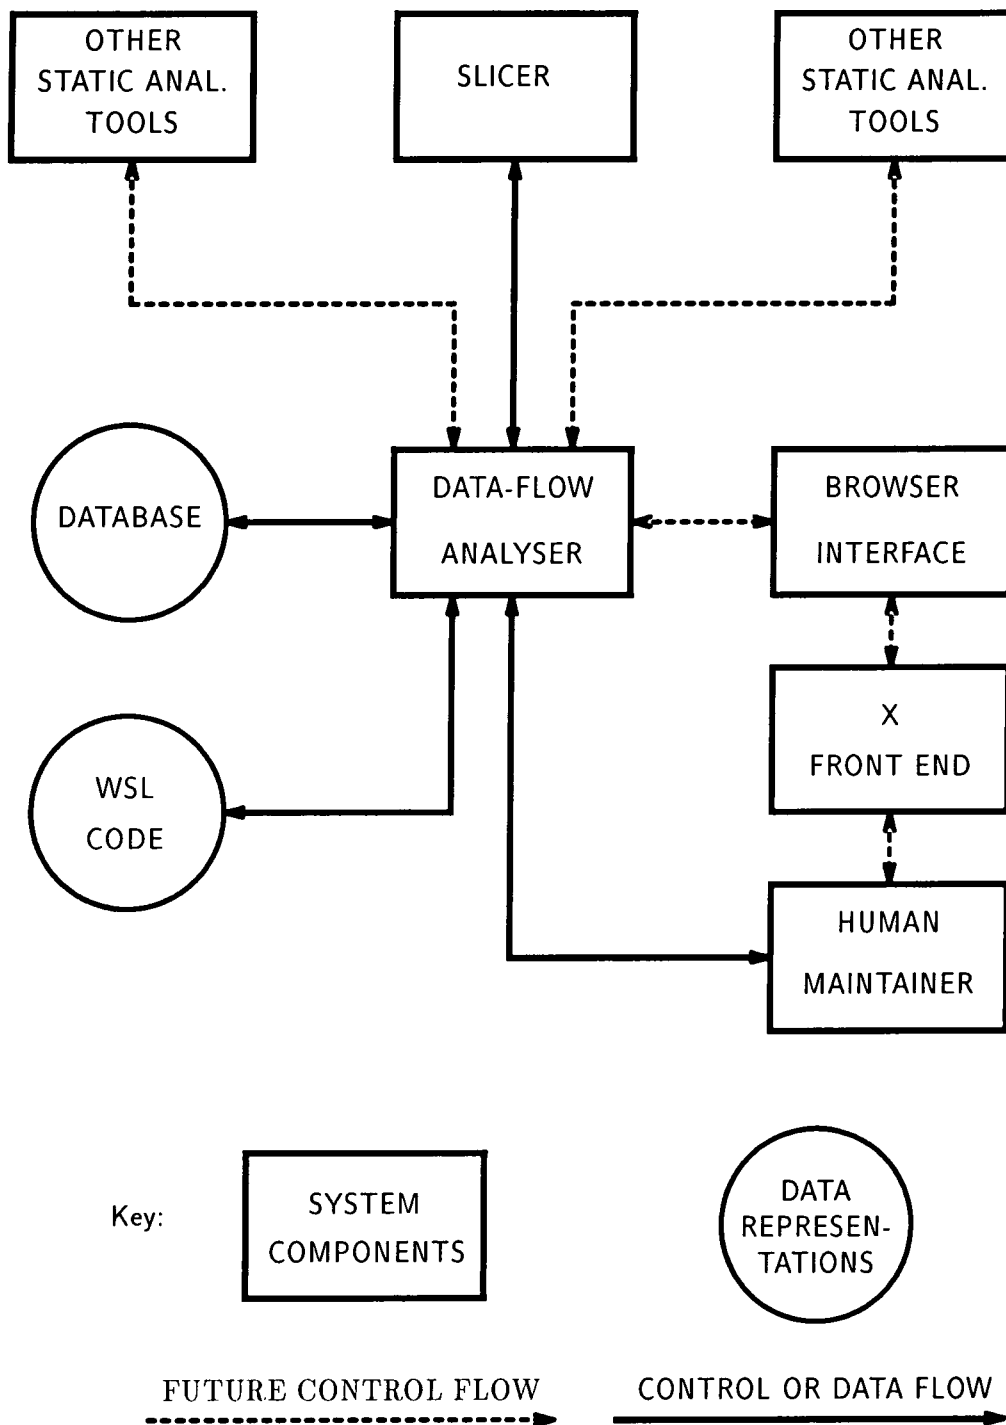 OTHER
STATIC ANAL.
TOOLS
SLICER
OTHER
STATIC ANAL.
TOOLS
DATABASE
DATA-FLOW
ANALYSER
BROWSER
INTERFACE
WSL
CODE
X
FRONT END
HUMAN
MAINTAINER
Key:
SYSTEM
COMPONENTS
DATA
REPRESEN-
TATIONS
FUTURE CONTROL FLOW
CONTROL OR DATA FLOW